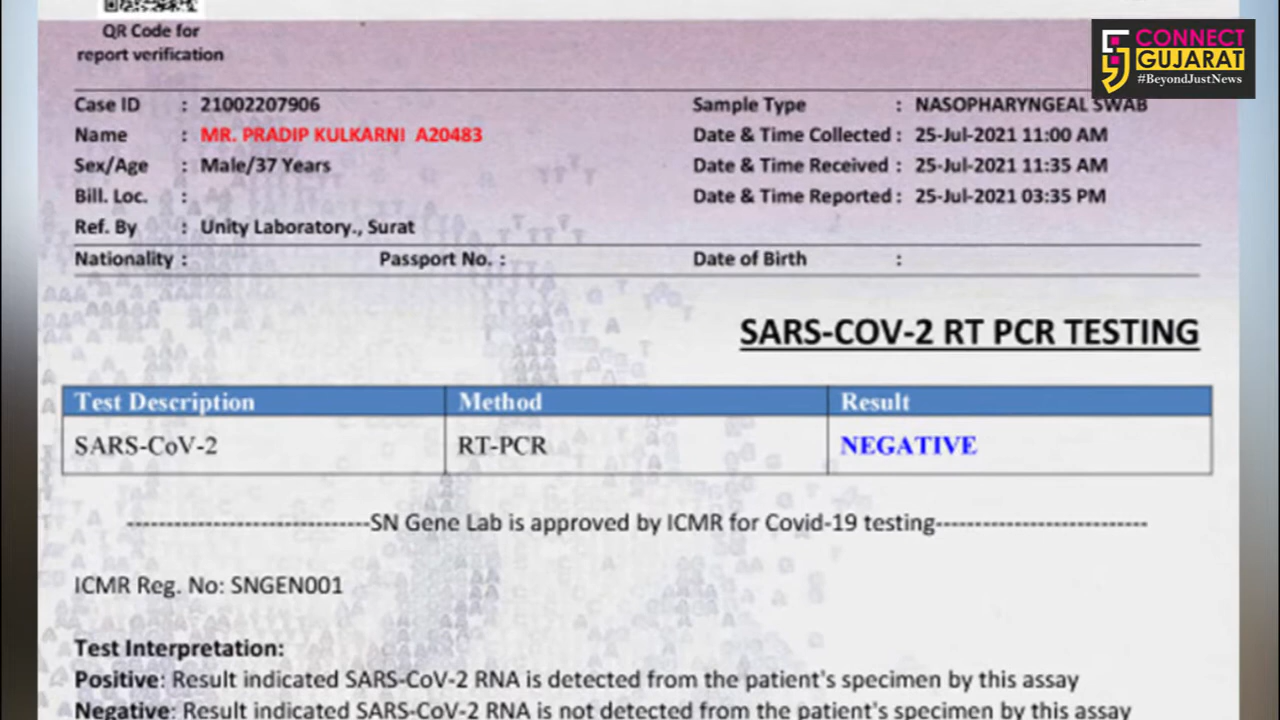 QR Code for
report verification
CONNECT
GUJARAT
#BeyondJustNews
Case ID : 21002207906
Sample Type : NASOPHARYNGEAL SWAB
Name : MR. PRADIP KULKARNI A20483
Date & Time Collected : 25-Jul-2021 11:00 AM
Sex/Age : Male/37 Years
Date & Time Received : 25-Jul-2021 11:35 AM
Bill. Loc. :
Date & Time Reported : 25-Jul-2021 03:35 PM
Ref. By : Unity Laboratory., Surat
Nationality : Passport No. : Date of Birth :
SARS-COV-2 RT PCR TESTING
Test Description Method Result
SARS-CoV-2 RT-PCR NEGATIVE
-------------------------------SN Gene Lab is approved by ICMR for Covid-19 testing---------------------------
ICMR Reg. No: SNGEN001
Test Interpretation:
Positive: Result indicated SARS-CoV-2 RNA is detected from the patient's specimen by this assay
Negative: Result indicated SARS-CoV-2 RNA is not detected from the patient's specimen by this assay